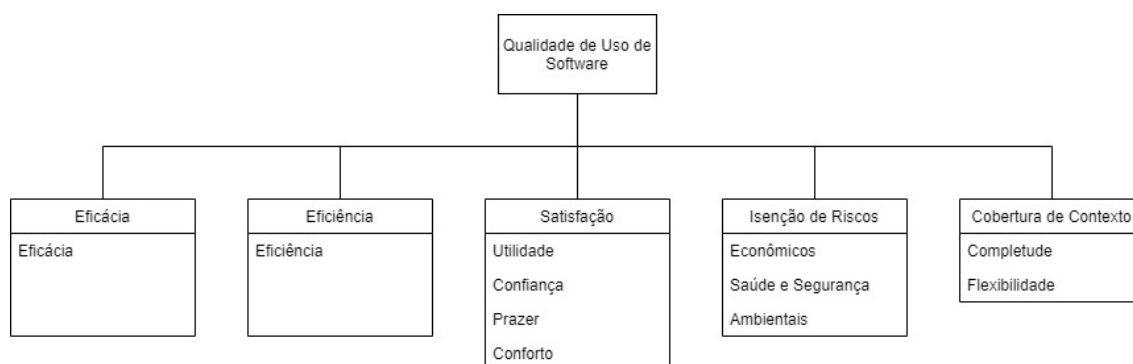 Qualidade de Uso de
Software
Eficácia
Eficácia
Eficiência
Eficiência
Satisfação
Utilidade
Confiança
Prazer
Conforto
Isenção de Riscos
Econômicos
Saúde e Segurança
Ambientais
Cobertura de Contexto
Completude
Flexibilidade